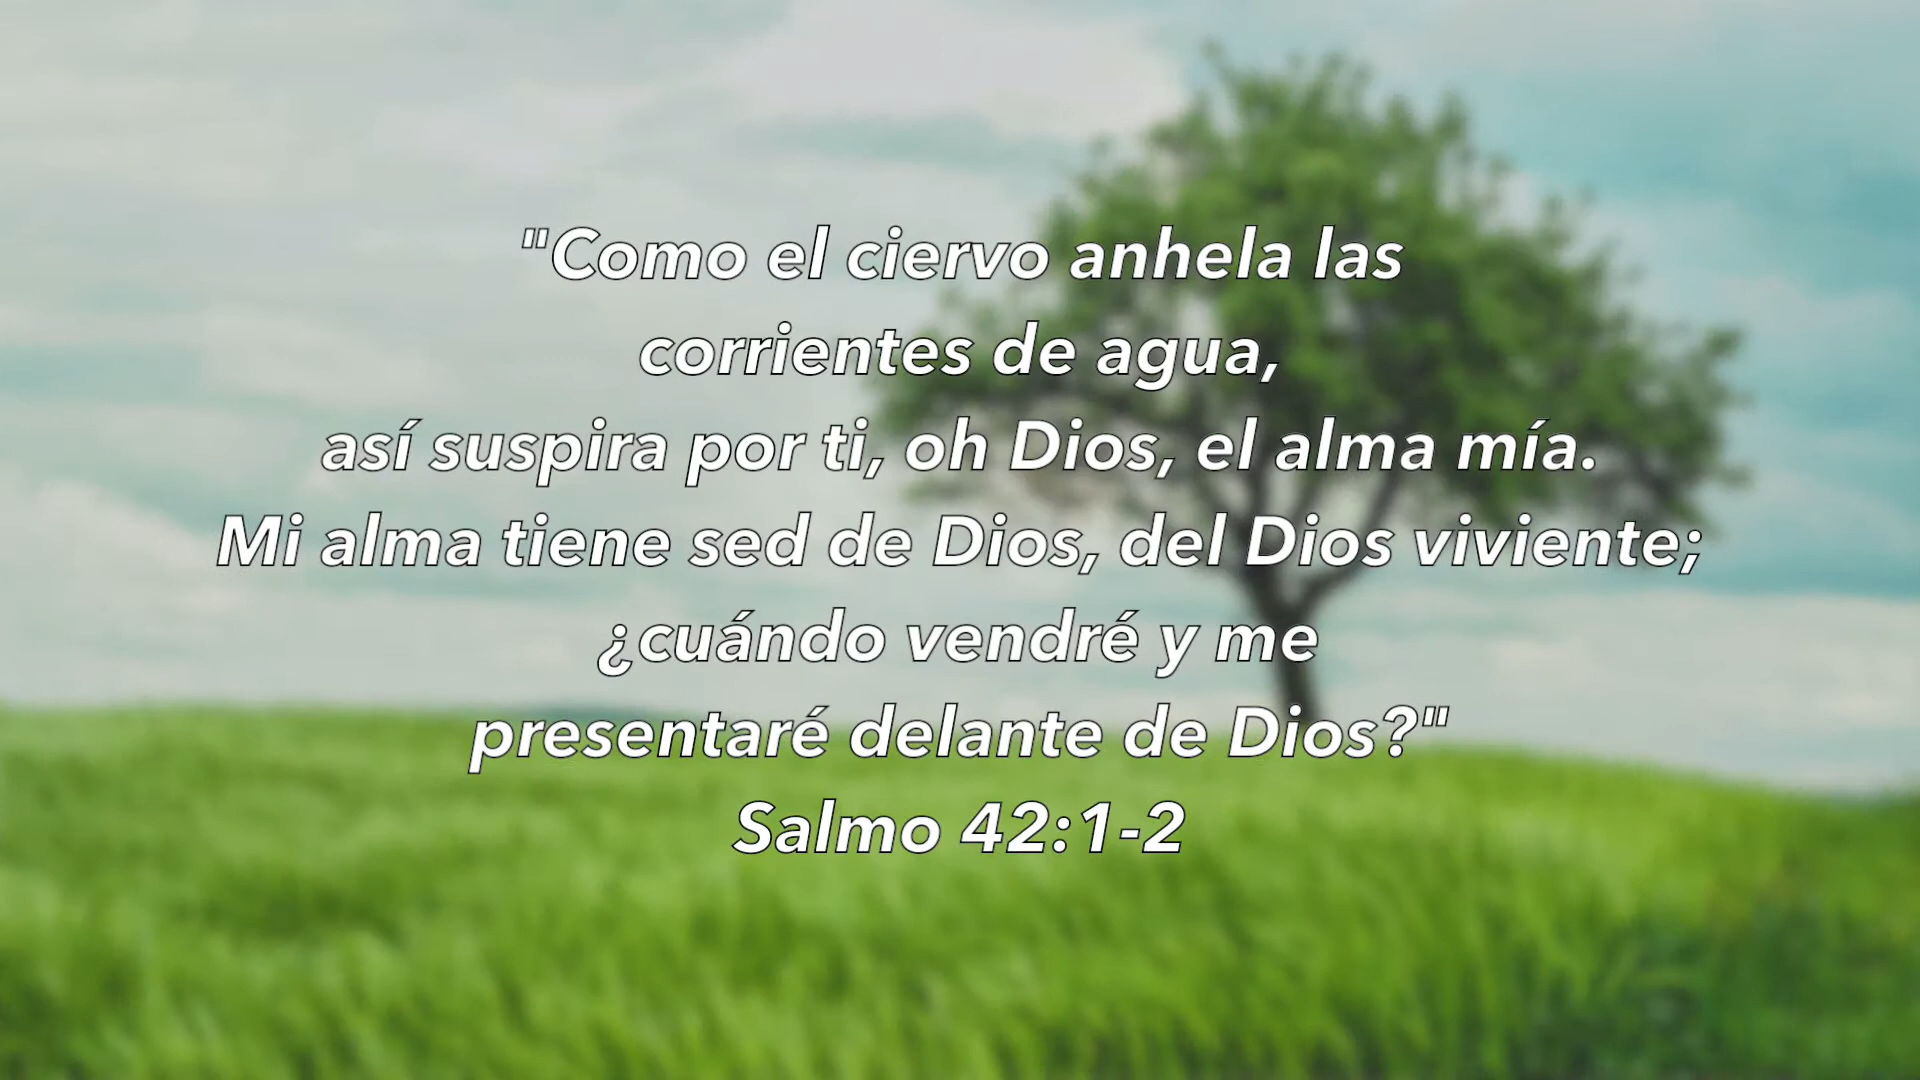 "Como el ciervo anhela las
corrientes de agua,
así suspira por ti, oh Dios, el alma mía.
Mi alma tiene sed de Dios, del Dios viviente;
¿cuándo vendré y me
presentaré delante de Dios?"
Salmo 42:1-2